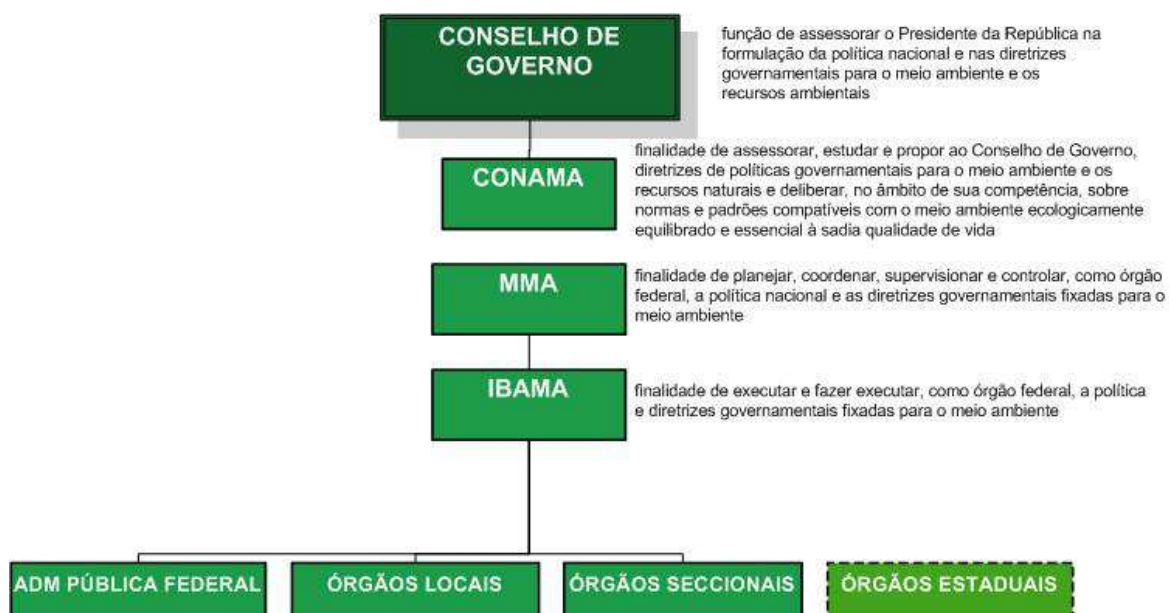 CONSELHO DE
GOVERNO
função de assessorar o Presidente da República na
formulação da política nacional e nas diretrizes
governamentais para o meio ambiente e os
recursos ambientais
CONAMA
finalidade de assessorar, estudar e propor ao Conselho de Governo,
diretrizes de políticas governamentais para o meio ambiente e os
recursos naturais e deliberar, no âmbito de sua competência, sobre
normas e padrões compatíveis com o meio ambiente ecologicamente
equilibrado e essencial à sadia qualidade de vida
MMA
finalidade de planejar, coordenar, supervisionar e controlar, como órgão
federal, a política nacional e as diretrizes governamentais fixadas para o
meio ambiente
IBAMA
finalidade de executar e fazer executar, como órgão federal, a política
e diretrizes governamentais fixadas para o meio ambiente
ADM PÚBLICA FEDERAL
ÓRGÃOS LOCAIS
ÓRGÃOS SECCIONAIS
ÓRGÃOS ESTADUAIS